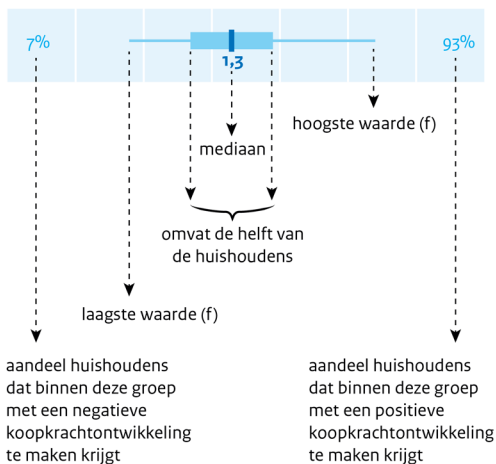 7%
93%
1,3
hoogste waarde (f)
mediaan
omvat de helft van
de huishoudens
laagste waarde (f)
aandeel huishoudens
dat binnen deze groep
met een negatieve
koopkrachtontwikkeling
te maken krijgt
aandeel huishoudens
dat binnen deze groep
met een positieve
koopkrachtontwikkeling
te maken krijgt